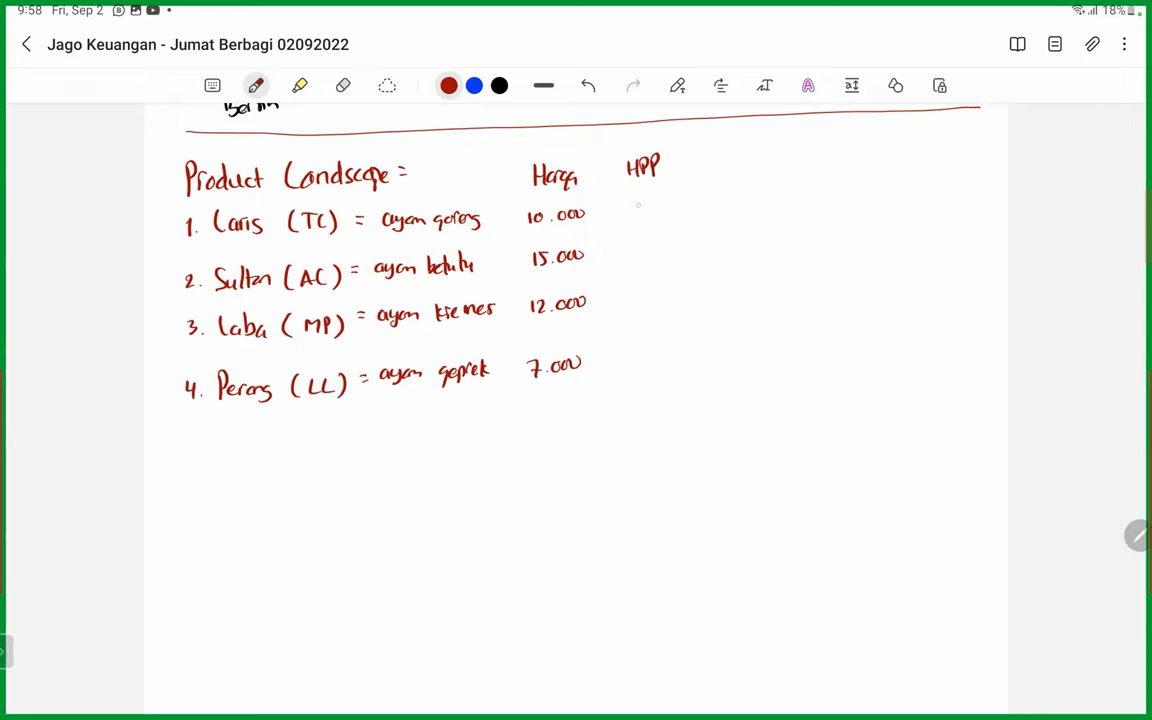 9:58 Fri, Sep 2
18%
Jago Keuangan - Jumat Berbagi 02092022
Product Landscape = Harga HPP
1. Laris (TC) = ayam goreng 10.000
2. Sultan (AC) = ayam betutu 15.000
3. Laba (MP) = ayam kremes 12.000
4. Perang (LL) = ayam geprek 7.000